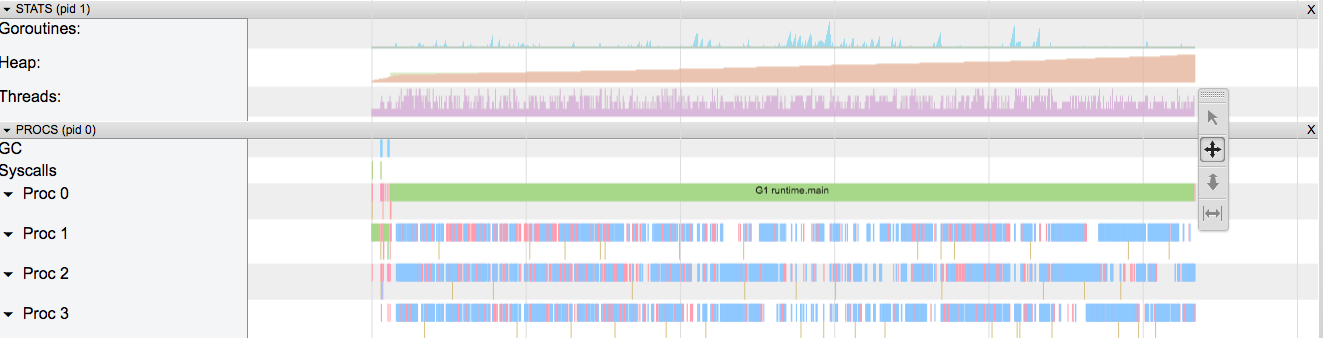 STATS (pid 1) X
Goroutines:
Heap:
Threads:
PROCS (pid 0) X
GC
Syscalls
Proc 0 G1 runtime.main
Proc 1
Proc 2
Proc 3